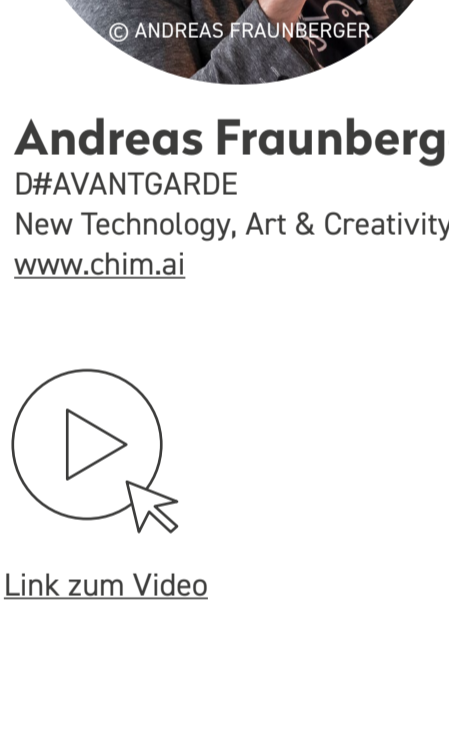 © ANDREAS FRAUNBERGER
Andreas Fraunberg
D#AVANTGARDE
New Technology, Art & Creativity
www.chim.ai
Link zum Video